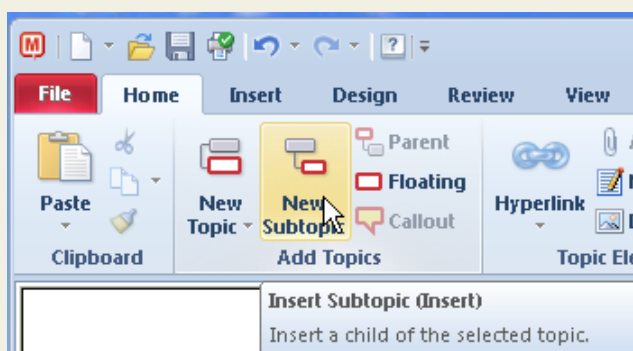 File Home Insert Design Review View
Parent
Floating
Paste New New Hyperlink
Topic Subtopic Callout
Clipboard Add Topics Topic
Insert Subtopic (Insert)
Insert a child of the selected topic.